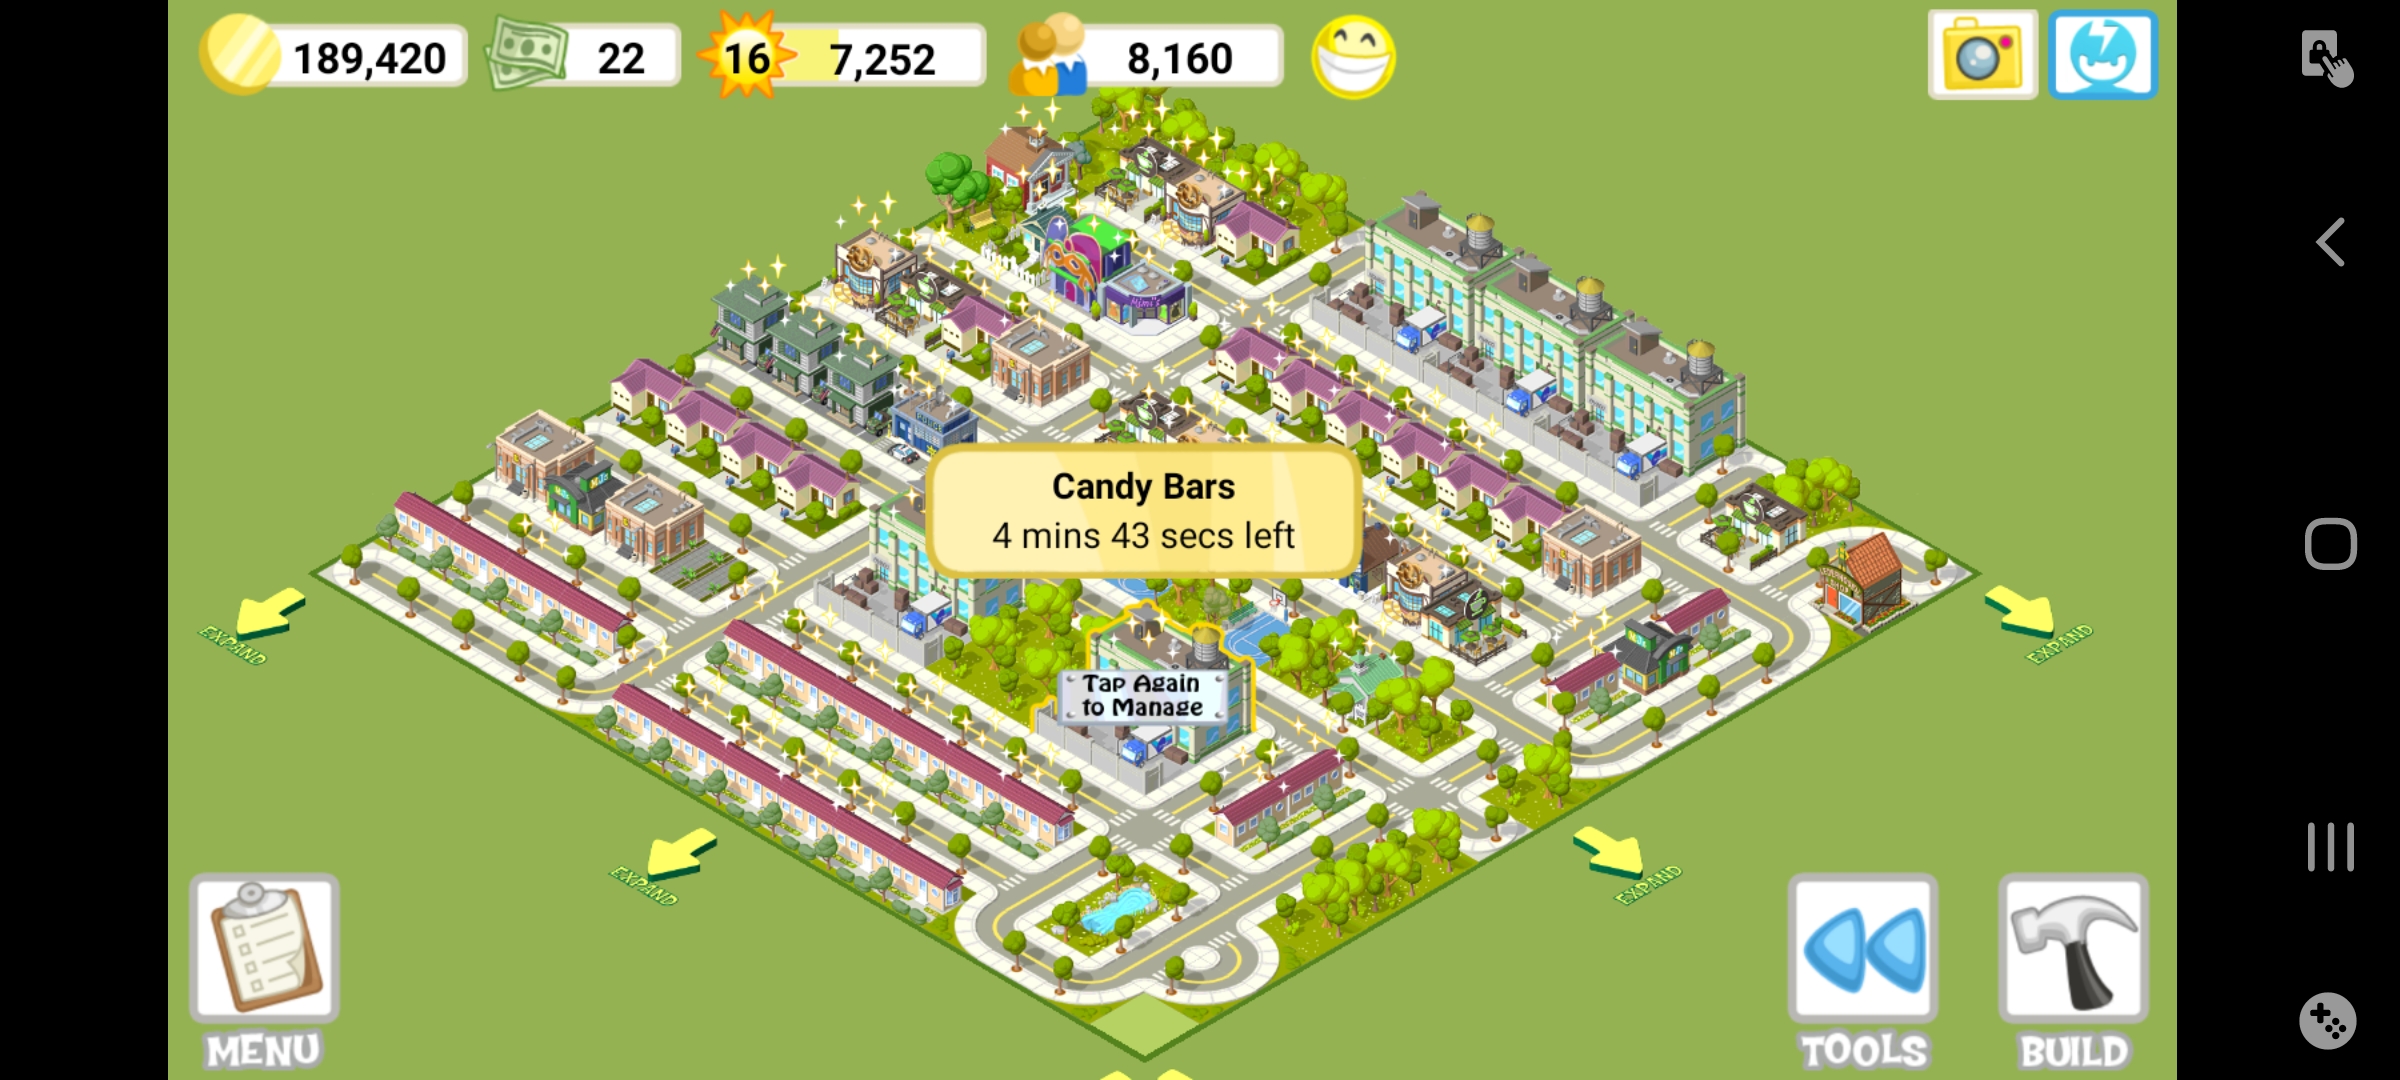 189,420
22
16
7,252
8,160
Candy Bars
4 mins 43 secs left
Tap Again
to Manage
EXPAND
EXPAND
EXPAND
EXPAND
MENU
TOOLS
BUILD